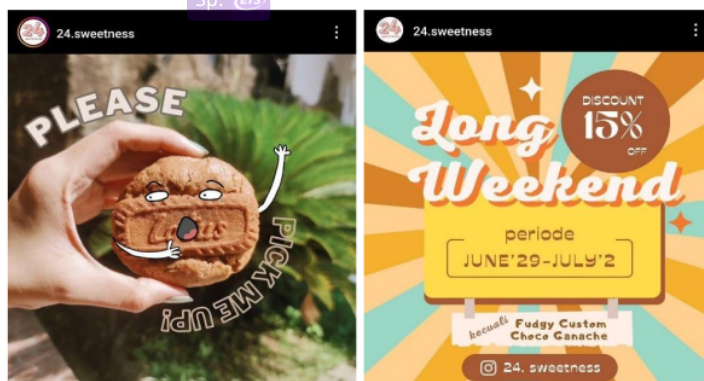 24.sweetness
PLEASE
Lotus
PICK ME UP!
24.sweetness
DISCOUNT
15%
OFF
Long
Weekend
periode
JUNE'29-JULY'2
kecuali Fudgy Custom
Choco Ganache
24. sweetness